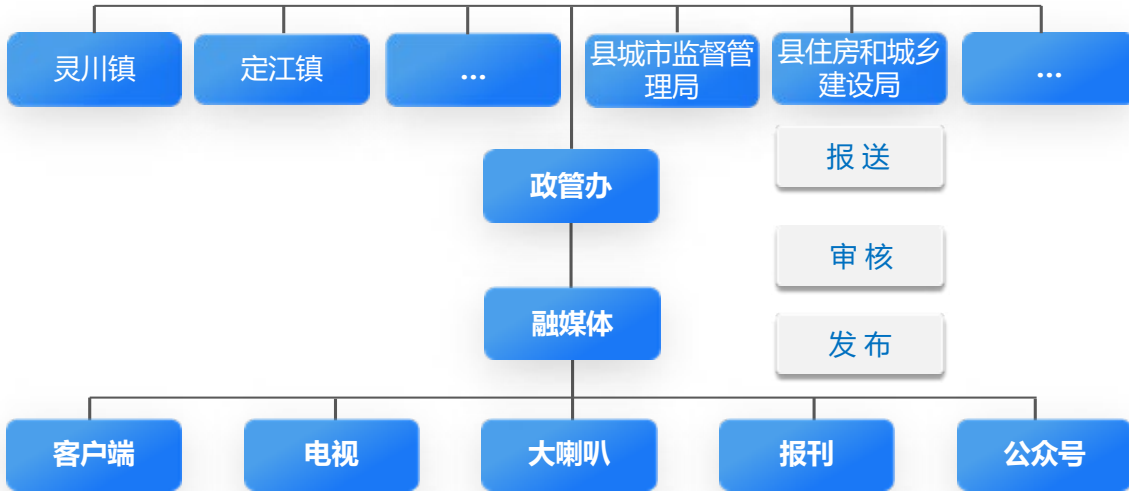 灵川镇
定江镇
...
县城市监督管
理局
县住房和城乡
建设局
...
报送
政管办
审核
融媒体
发布
客户端
电视
大喇叭
报刊
公众号